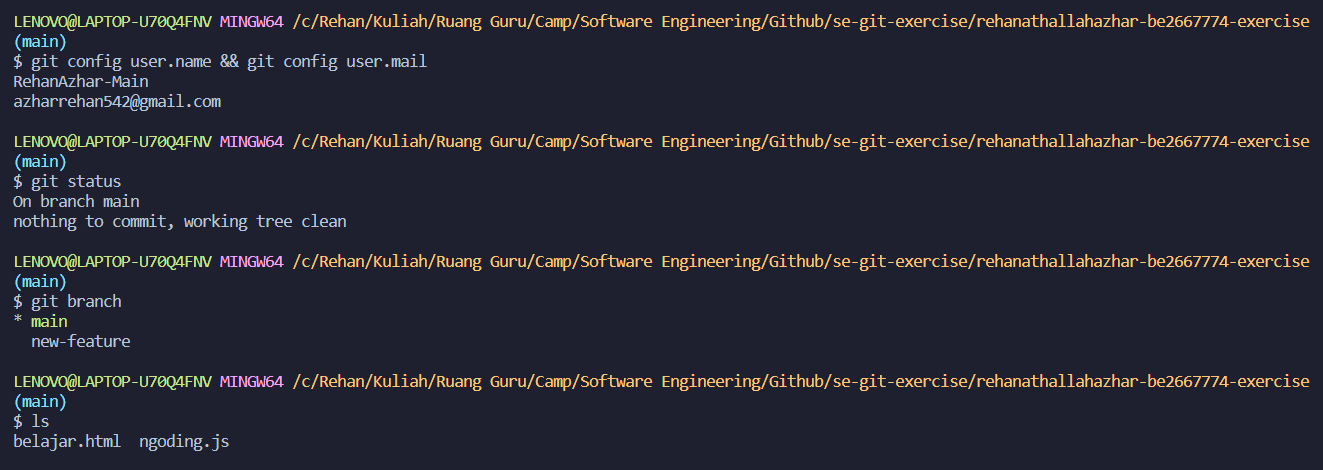 LENOVO@LAPTOP-U70Q4FNV MINGW64 /c/Rehan/Kuliah/Ruang Guru/Camp/Software Engineering/Github/se-git-exercise/rehanathallahazhar-be2667774-exercise
(main)
$ git config user.name && git config user.mail
RehanAzhar-Main
azharrehan542@gmail.com
LENOVO@LAPTOP-U70Q4FNV MINGW64 /c/Rehan/Kuliah/Ruang Guru/Camp/Software Engineering/Github/se-git-exercise/rehanathallahazhar-be2667774-exercise
(main)
$ git status
On branch main
nothing to commit, working tree clean
LENOVO@LAPTOP-U70Q4FNV MINGW64 /c/Rehan/Kuliah/Ruang Guru/Camp/Software Engineering/Github/se-git-exercise/rehanathallahazhar-be2667774-exercise
(main)
$ git branch
* main
  new-feature
LENOVO@LAPTOP-U70Q4FNV MINGW64 /c/Rehan/Kuliah/Ruang Guru/Camp/Software Engineering/Github/se-git-exercise/rehanathallahazhar-be2667774-exercise
(main)
$ ls
belajar.html  ngoding.js